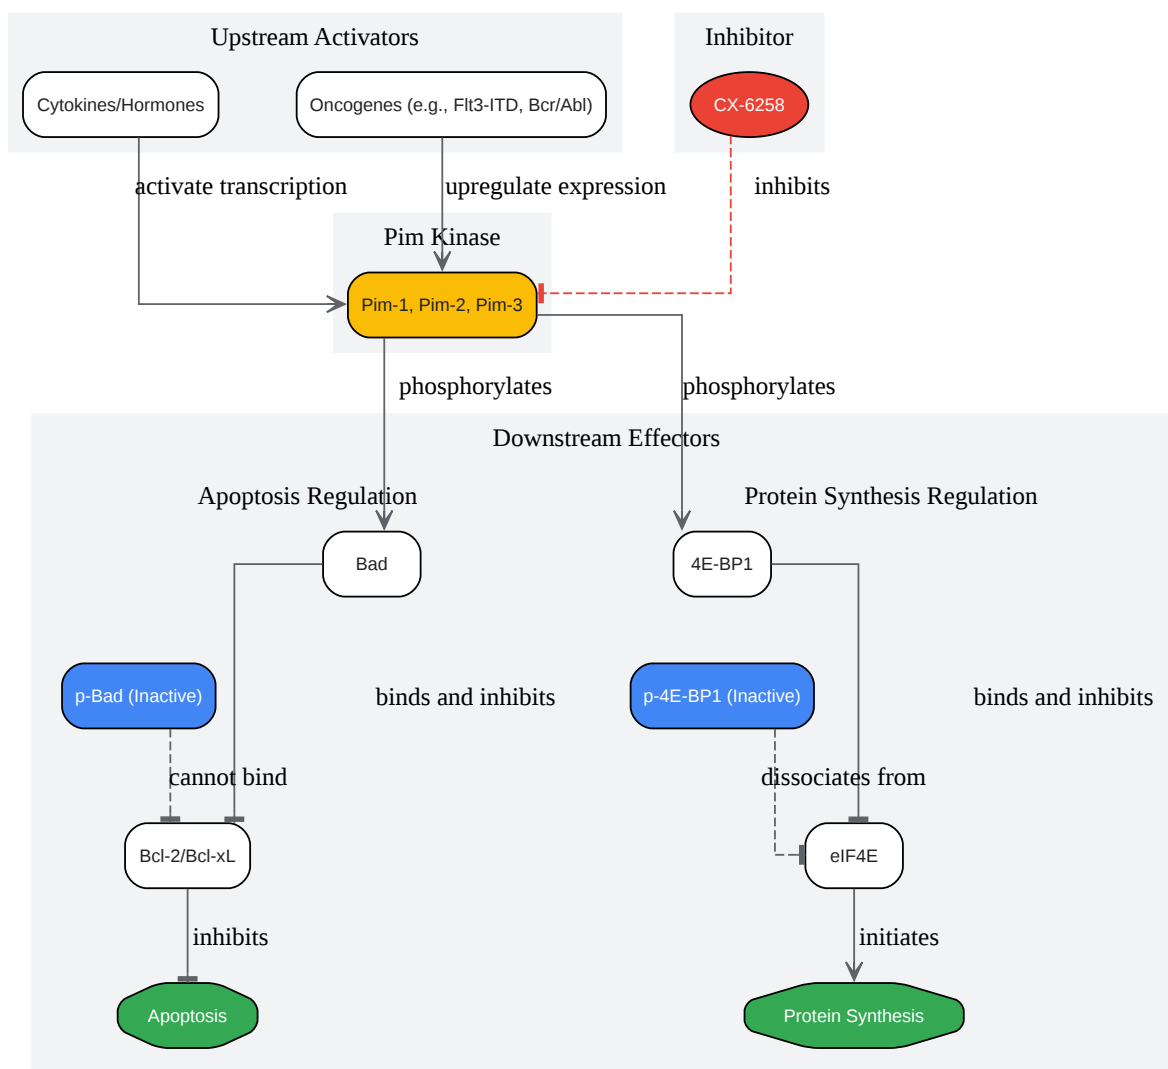 Upstream Activators
Inhibitor
Cytokines/Hormones
Oncogenes (e.g., Flt3-ITD, Bcr/Abl)
CX-6258
activate transcription
upregulate expression
inhibits
Pim Kinase
Pim-1, Pim-2, Pim-3
phosphorylates
phosphorylates
Downstream Effectors
Apoptosis Regulation
Protein Synthesis Regulation
Bad
4E-BP1
p-Bad (Inactive)
binds and inhibits
p-4E-BP1 (Inactive)
binds and inhibits
cannot bind
dissociates from
Bcl-2/Bcl-xL
eIF4E
inhibits
initiates
Apoptosis
Protein Synthesis